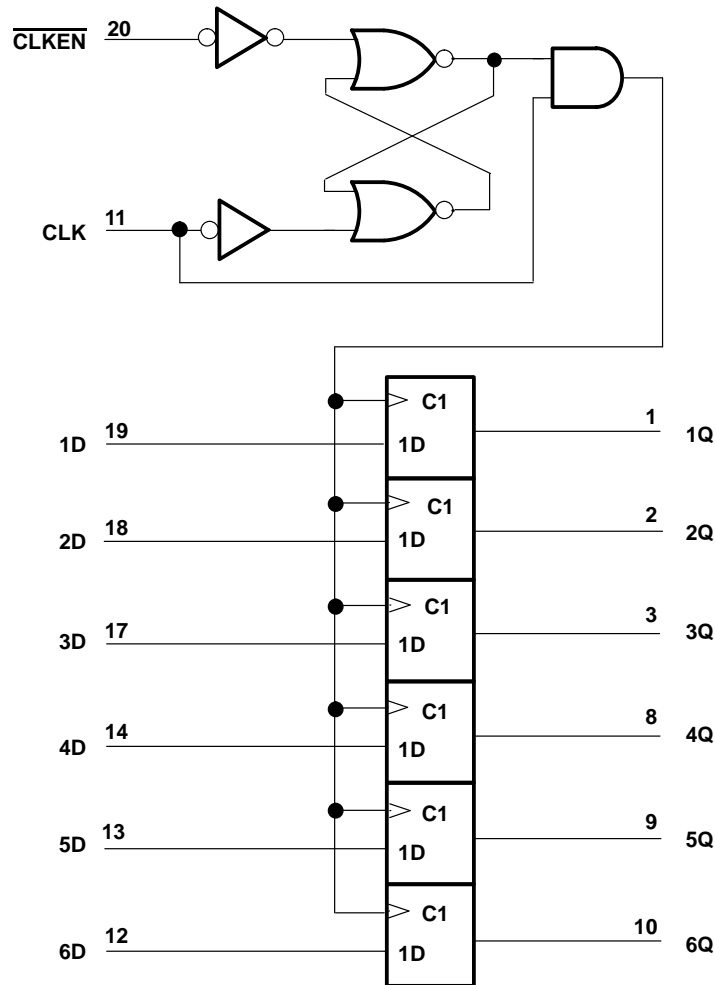 C̅L̅K̅E̅N̅ 20
CLK 11
C1
1D 19 1D 1 1Q
C1
2D 18 1D 2 2Q
C1
3D 17 1D 3 3Q
C1
4D 14 1D 8 4Q
C1
5D 13 1D 9 5Q
C1
6D 12 1D 10 6Q